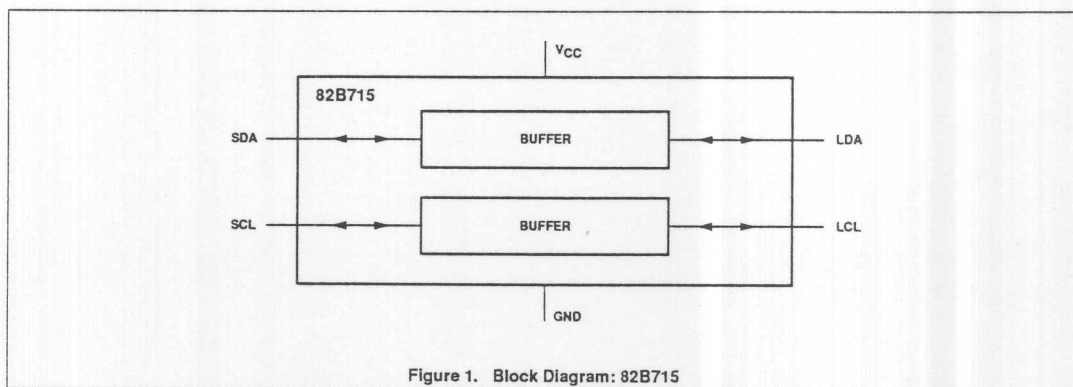 VCC
82B715
SDA
BUFFER
LDA
SCL
BUFFER
LCL
GND
Figure 1. Block Diagram: 82B715